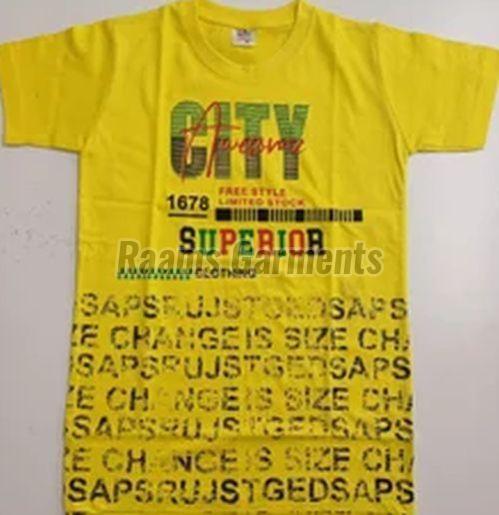 CITY
Awesome
FREE STYLE
1678 LIMITED STOCK
SUPERIOR
Raams Garments
CLOTHING
SAPSRUJSTGEDSAPS
ZE CHANGE IS SIZE CHA
SAPSRUJSTGEDSAPS
ZE CHANGE IS SIZE CHA
SAPSRUJSTGEDSAPS
ZE CHANGE IS SIZE CH
SAPSRUJSTGEDSAPS